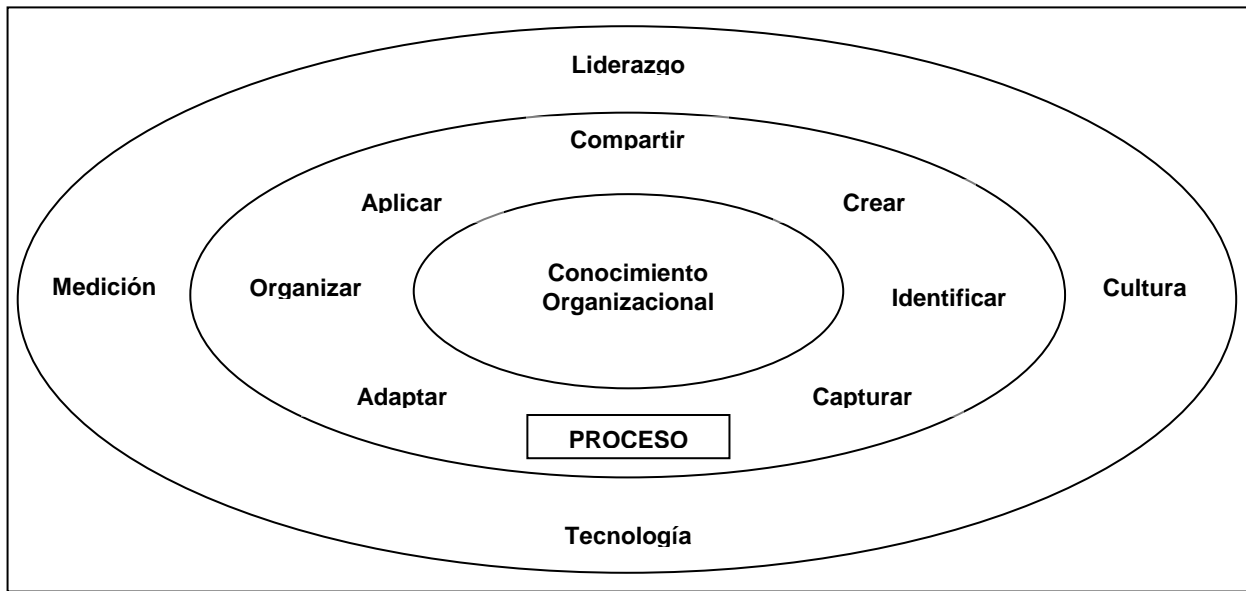 Liderazgo
Compartir
Aplicar
Crear
Medición
Organizar
Conocimiento
Organizacional
Identificar
Cultura
Adaptar
Capturar
PROCESO
Tecnología